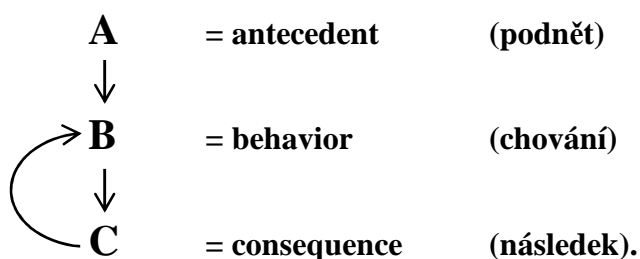 A = antecedent (podnět)
B = behavior (chování)
C = consequence (následek).